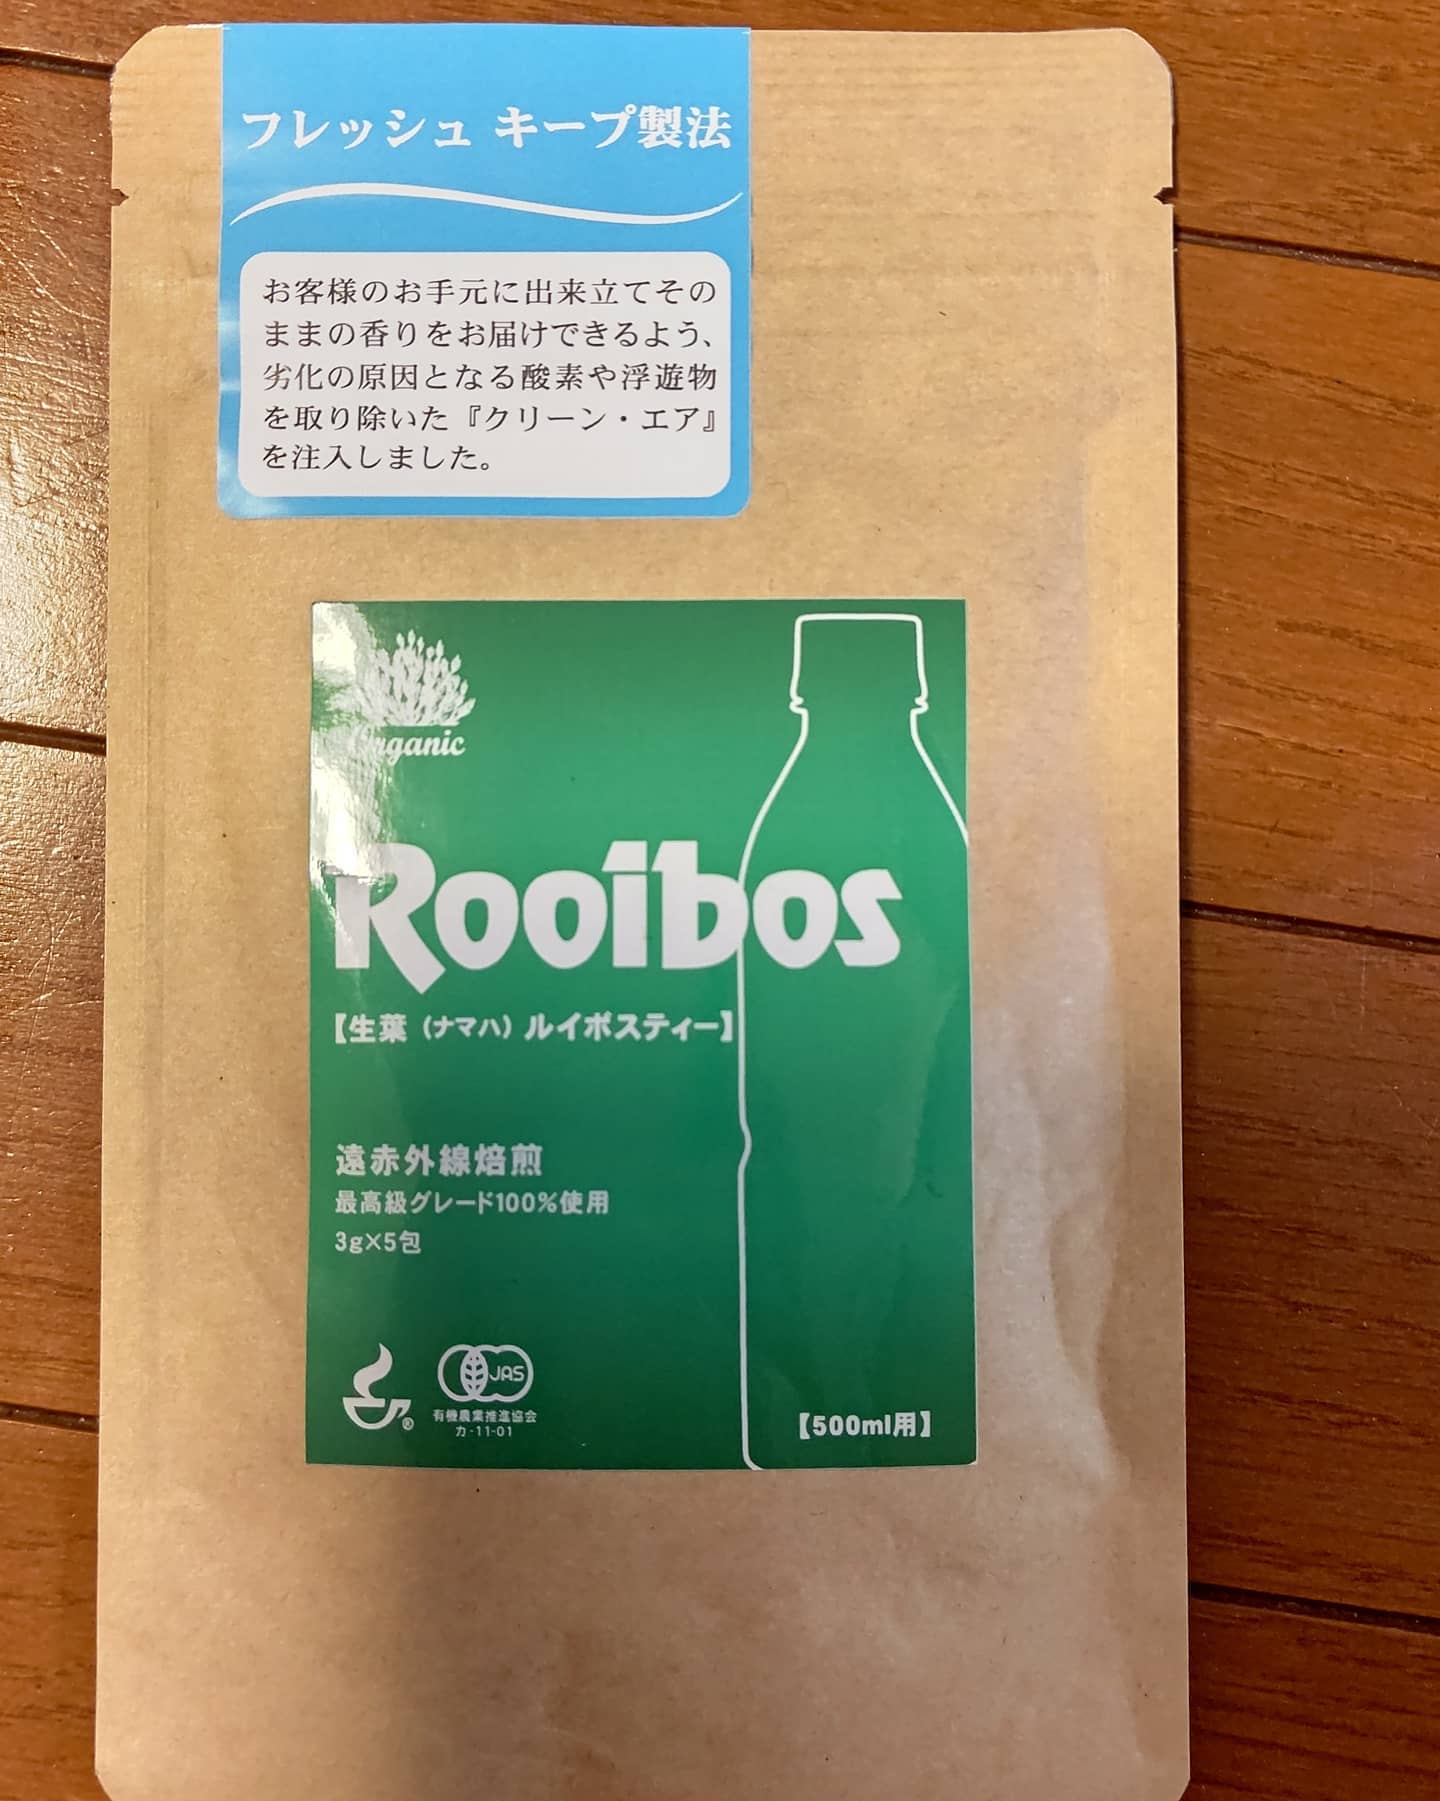 フレッシュ キープ製法
お客様のお手元に出来立てその
ままの香りをお届けできるよう、
劣化の原因となる酸素や浮遊物
を取り除いた『クリーン・エア』
を注入しました。
Organic
Rooibos
【生葉（ナマハ）ルイボスティー】
遠赤外線焙煎
最高級グレード100%使用
3g×5包
®
JAS
有機農業推進協会
カ-11-01
【500ml用】